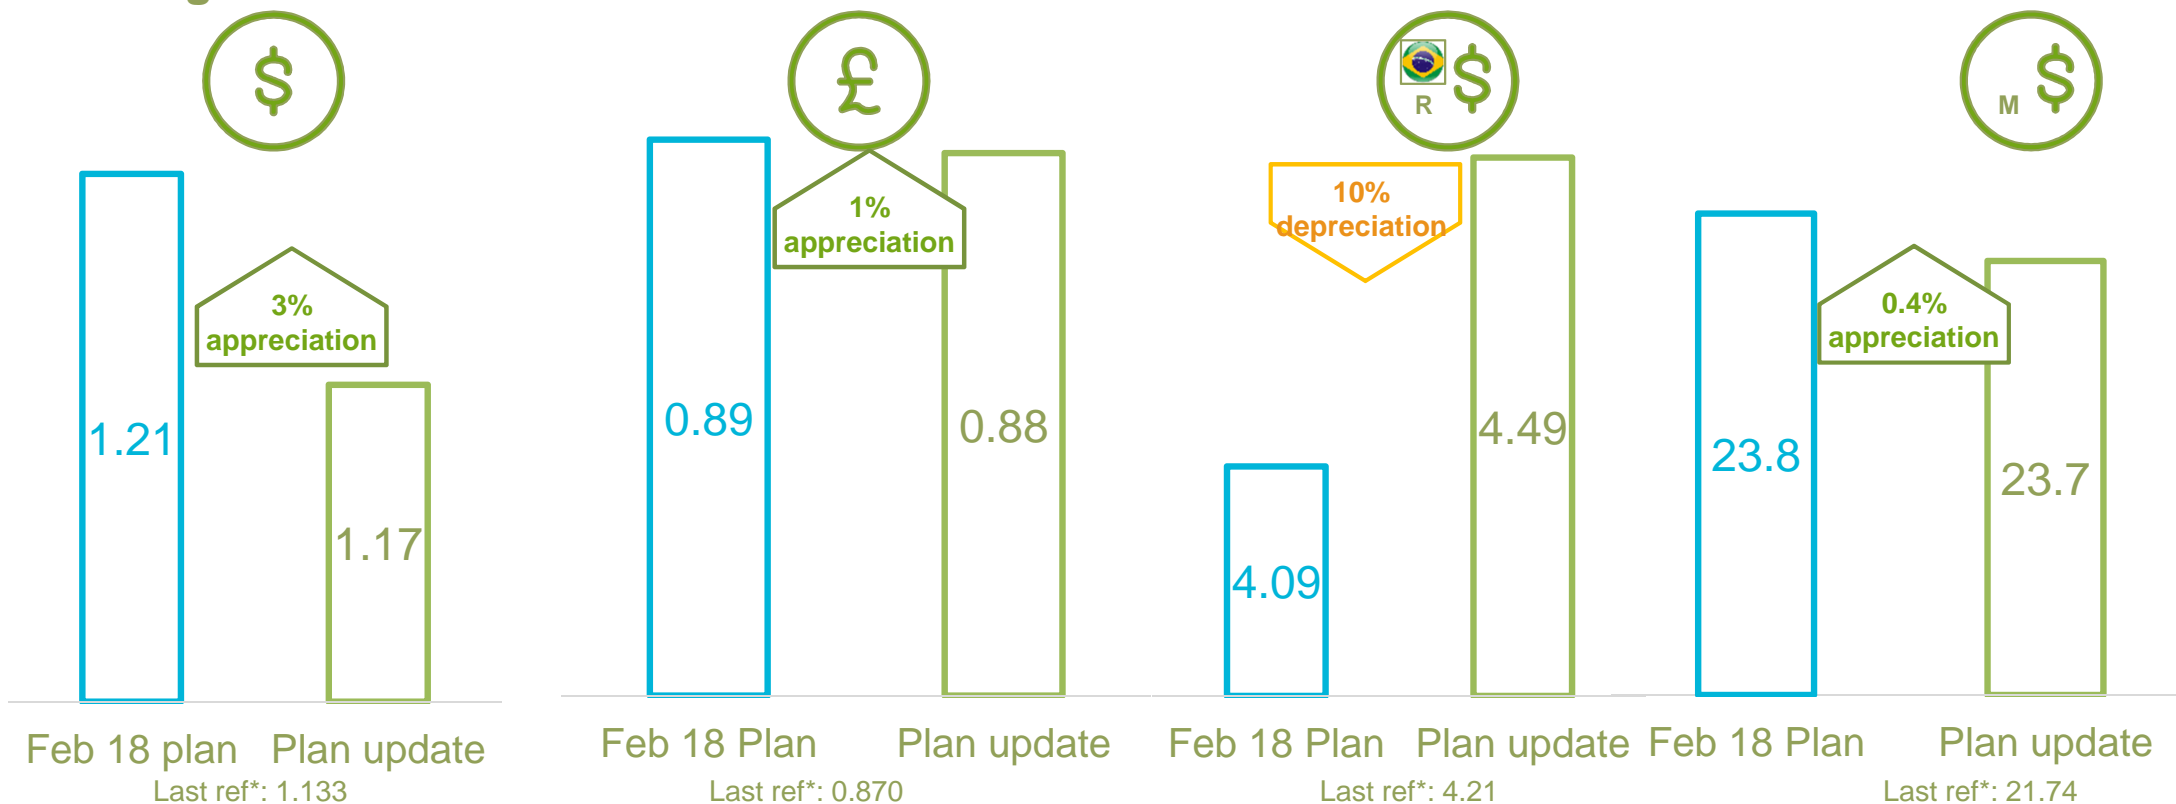 $
£
R $
M $
3%
appreciation
1%
appreciation
10%
depreciation
0.4%
appreciation
1.21
1.17
0.89
0.88
4.09
4.49
23.8
23.7
Feb 18 plan Plan update
Last ref*: 1.133
Feb 18 Plan Plan update
Last ref*: 0.870
Feb 18 Plan Plan update
Last ref*: 4.21
Feb 18 Plan Plan update
Last ref*: 21.74